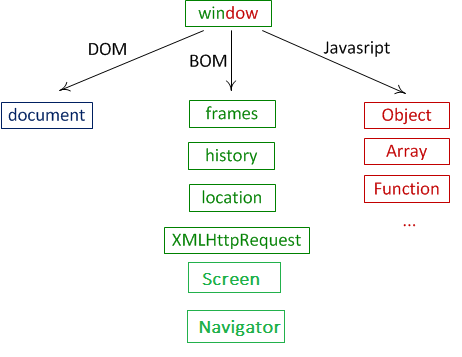 window
DOM
BOM
Javasript
document
frames
Object
history
Array
location
Function
...
XMLHttpRequest
Screen
Navigator